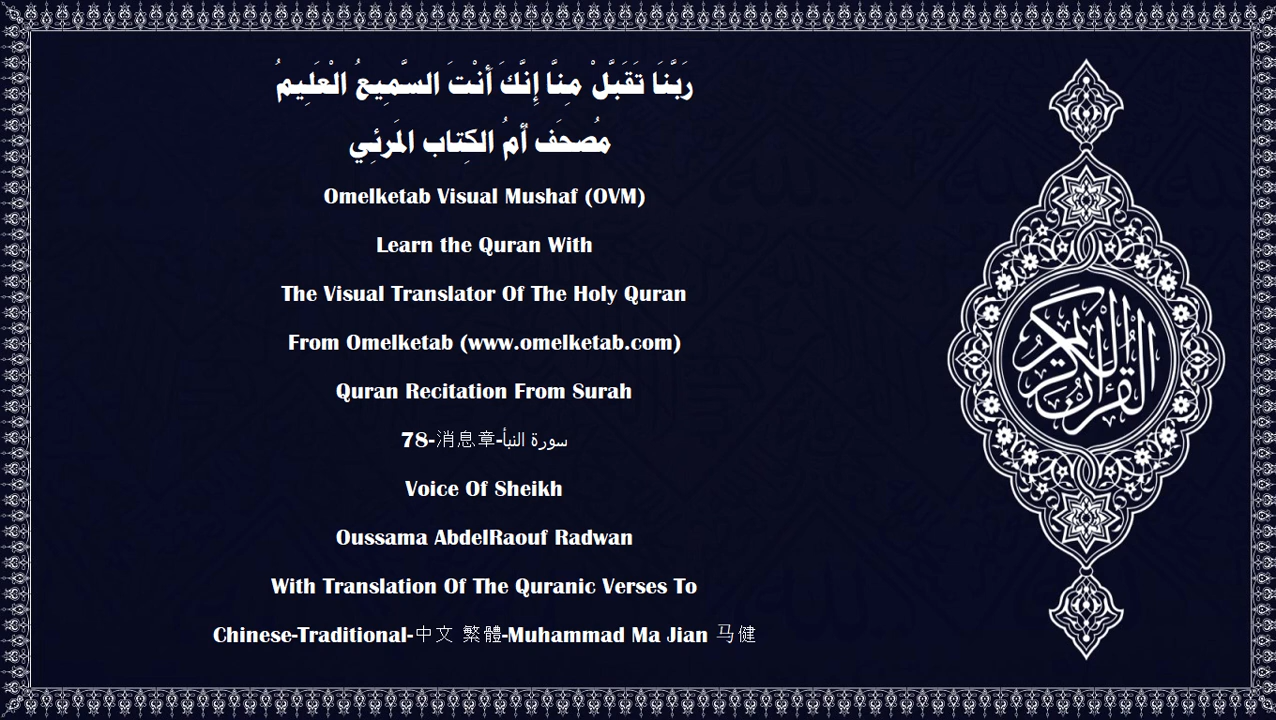 رَبَّنَا تَقَبَّلْ مِنَّا إِنَّكَ أَنْتَ السَّمِيعُ الْعَلِيمُ
مُصحَف أمُ الكِتاب المَرئِي
Omelketab Visual Mushaf (OVM)
Learn the Quran With
The Visual Translator Of The Holy Quran
From Omelketab (www.omelketab.com)
Quran Recitation From Surah
78-消息章-سورة النبأ
Voice Of Sheikh
Oussama AbdelRaouf Radwan
With Translation Of The Quranic Verses To
Chinese-Traditional-中文 繁體-Muhammad Ma Jian 马健
القرآن الكريم